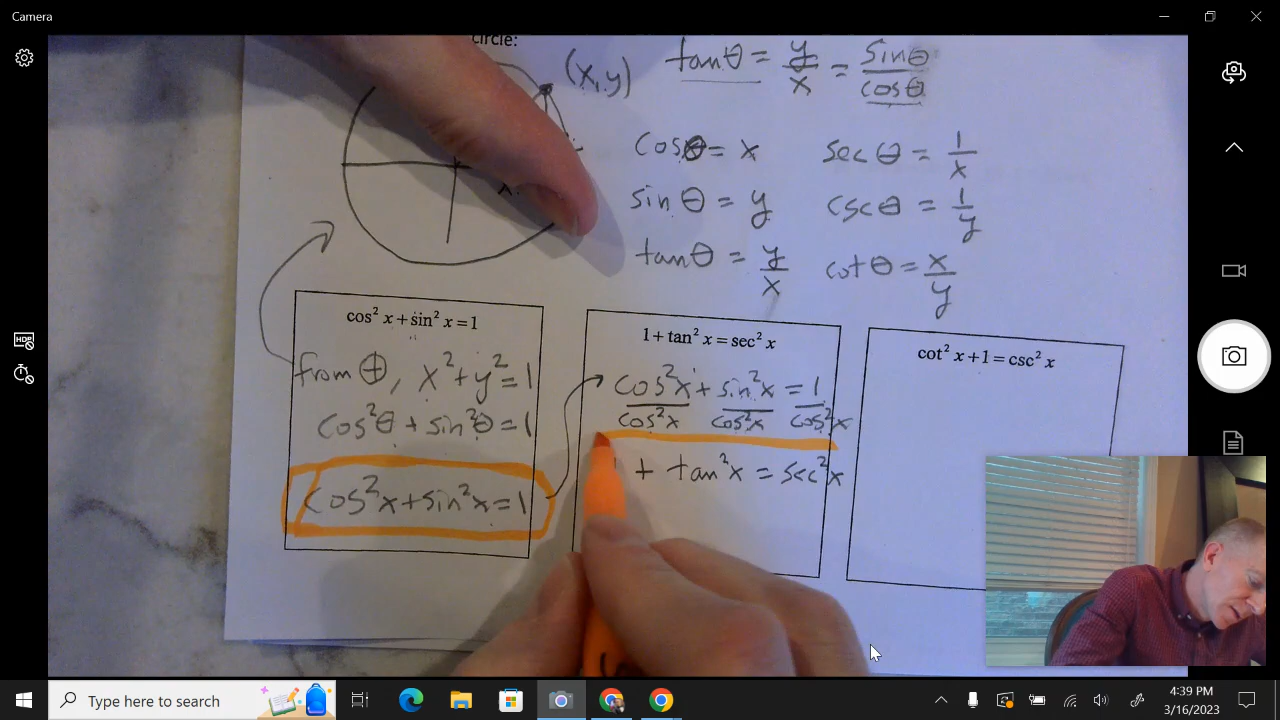 Camera
circle:
(x,y)
tanθ = y/x = sinθ/cosθ
cosθ = x
secθ = 1/x
sinθ = y
cscθ = 1/y
tanθ = y/x
cotθ = x/y
x
cos² x + sin² x = 1
from ⊕, x² + y² = 1
cos²θ + sin²θ = 1
cos²x + sin²x = 1
1 + tan² x = sec² x
cos²x + sin²x = 1
cos²x cos²x cos²x
+ tan²x = sec²x
cot² x + 1 = csc² x
HDR
Type here to search
4:39 PM
3/16/2023